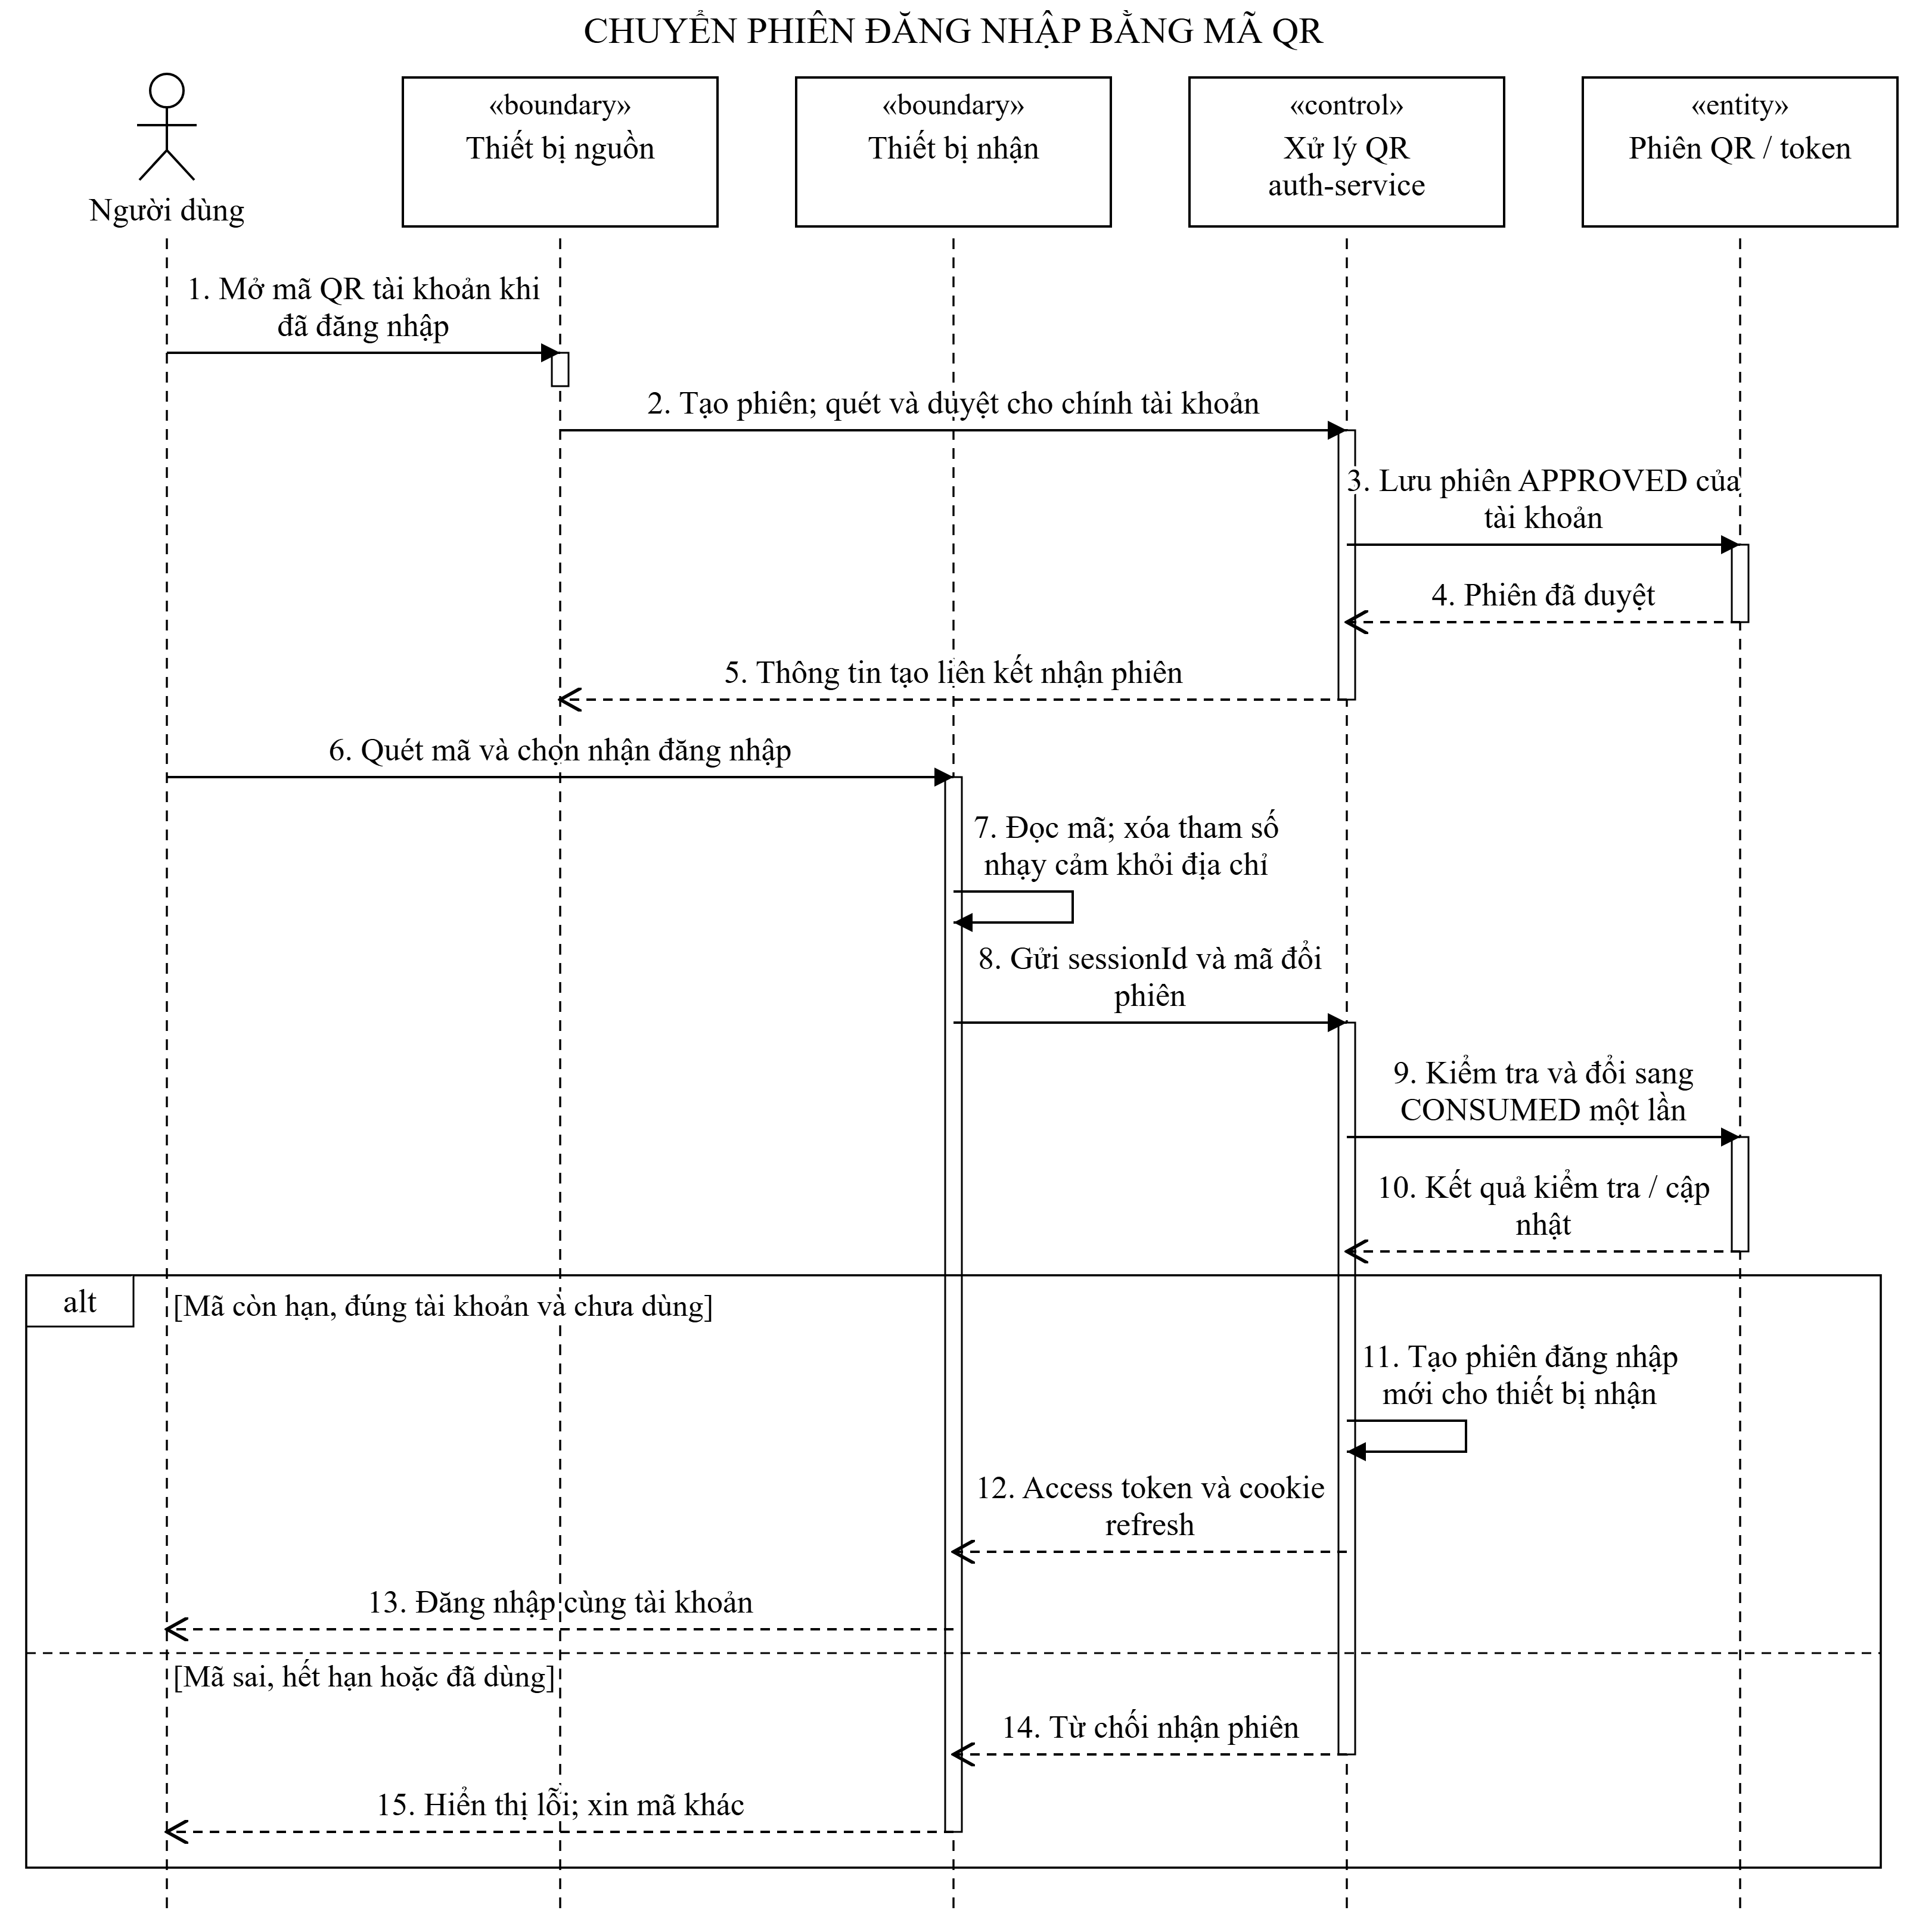 CHUYỂN PHIÊN ĐĂNG NHẬP BẰNG MÃ QR
Người dùng
«boundary»
Thiết bị nguồn
«boundary»
Thiết bị nhận
«control»
Xử lý QR
auth-service
«entity»
Phiên QR / token
1. Mở mã QR tài khoản khi
đã đăng nhập
2. Tạo phiên; quét và duyệt cho chính tài khoản
3. Lưu phiên APPROVED của
tài khoản
4. Phiên đã duyệt
5. Thông tin tạo liên kết nhận phiên
6. Quét mã và chọn nhận đăng nhập
7. Đọc mã; xóa tham số
nhạy cảm khỏi địa chỉ
8. Gửi sessionId và mã đổi
phiên
9. Kiểm tra và đổi sang
CONSUMED một lần
10. Kết quả kiểm tra / cập
nhật
alt
[Mã còn hạn, đúng tài khoản và chưa dùng]
11. Tạo phiên đăng nhập
mới cho thiết bị nhận
12. Access token và cookie
refresh
13. Đăng nhập cùng tài khoản
[Mã sai, hết hạn hoặc đã dùng]
14. Từ chối nhận phiên
15. Hiển thị lỗi; xin mã khác